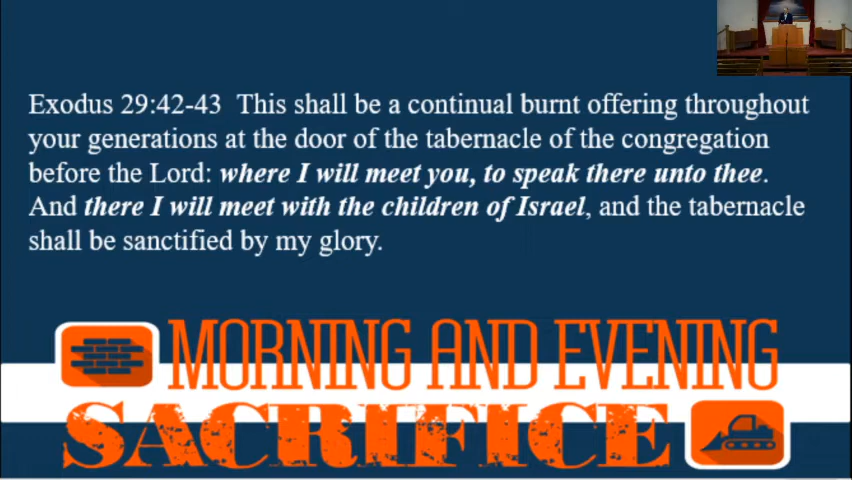 Exodus 29:42-43  This shall be a continual burnt offering throughout
your generations at the door of the tabernacle of the congregation
before the Lord: where I will meet you, to speak there unto thee.
And there I will meet with the children of Israel, and the tabernacle
shall be sanctified by my glory.
MORNING AND EVENING
SACRIFICE